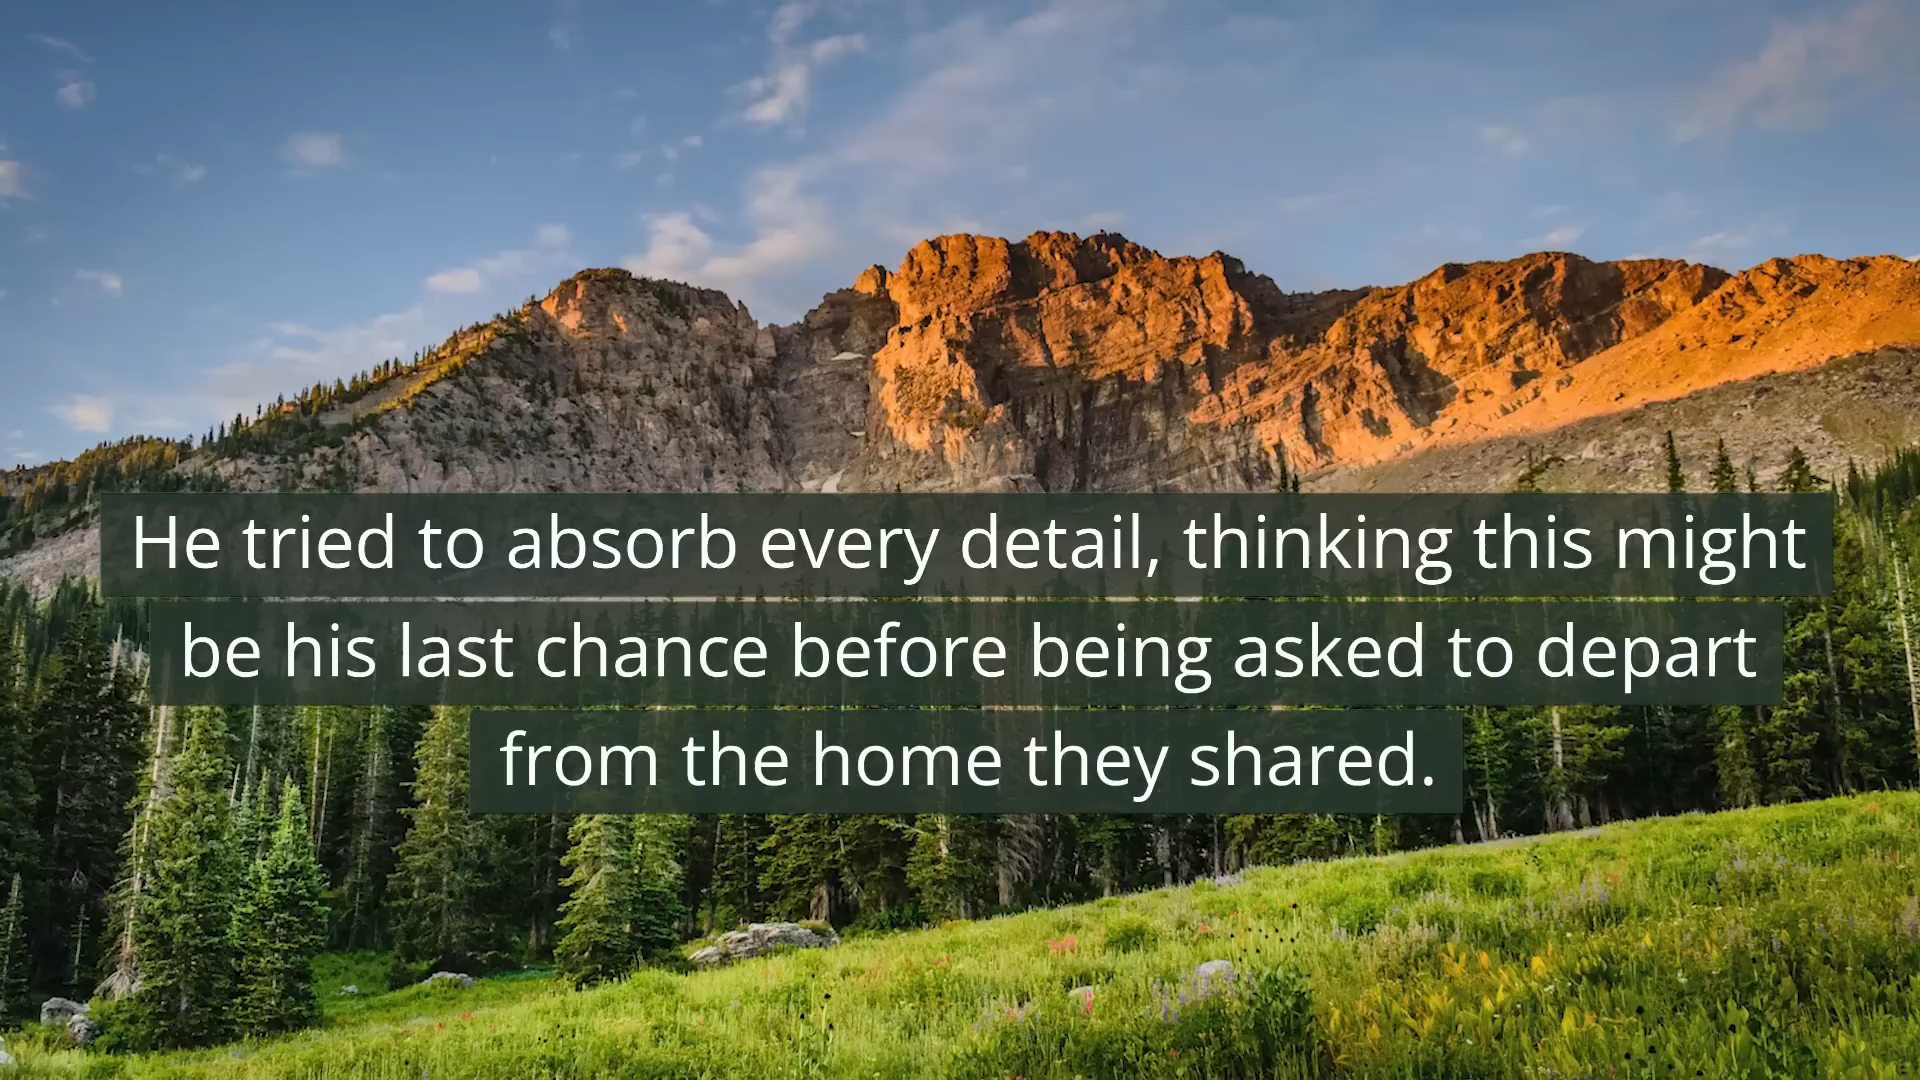 He tried to absorb every detail, thinking this might
be his last chance before being asked to depart
from the home they shared.